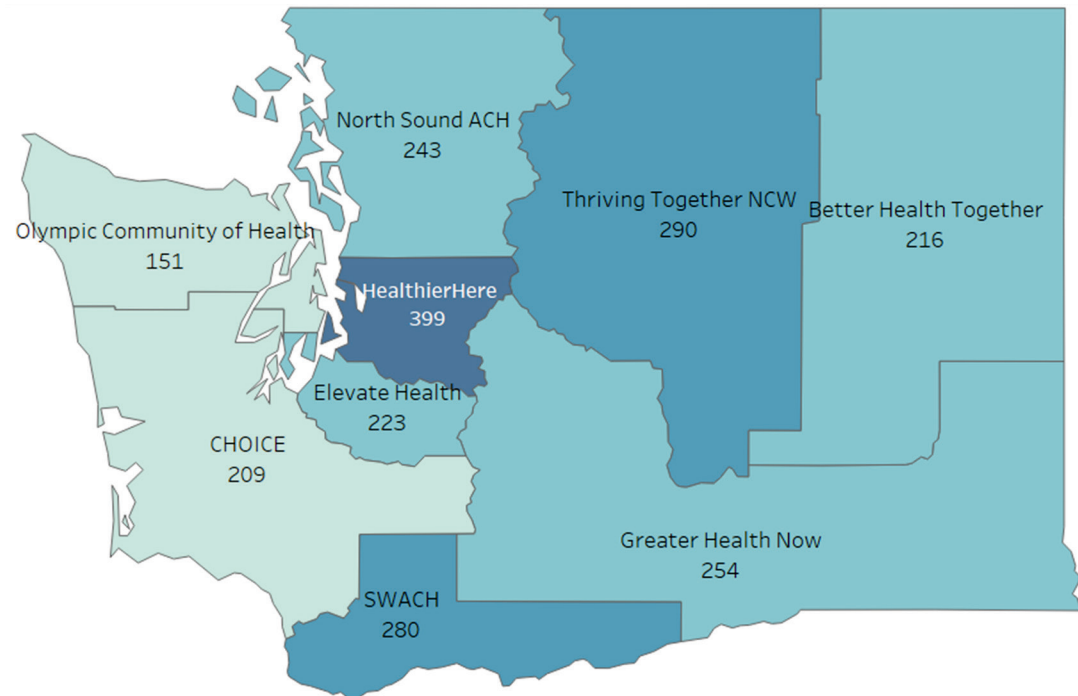 North Sound ACH
243
Thriving Together NCW
290
Better Health Together
216
Olympic Community of Health
151
HealthierHere
399
Elevate Health
223
CHOICE
209
Greater Health Now
254
SWACH
280